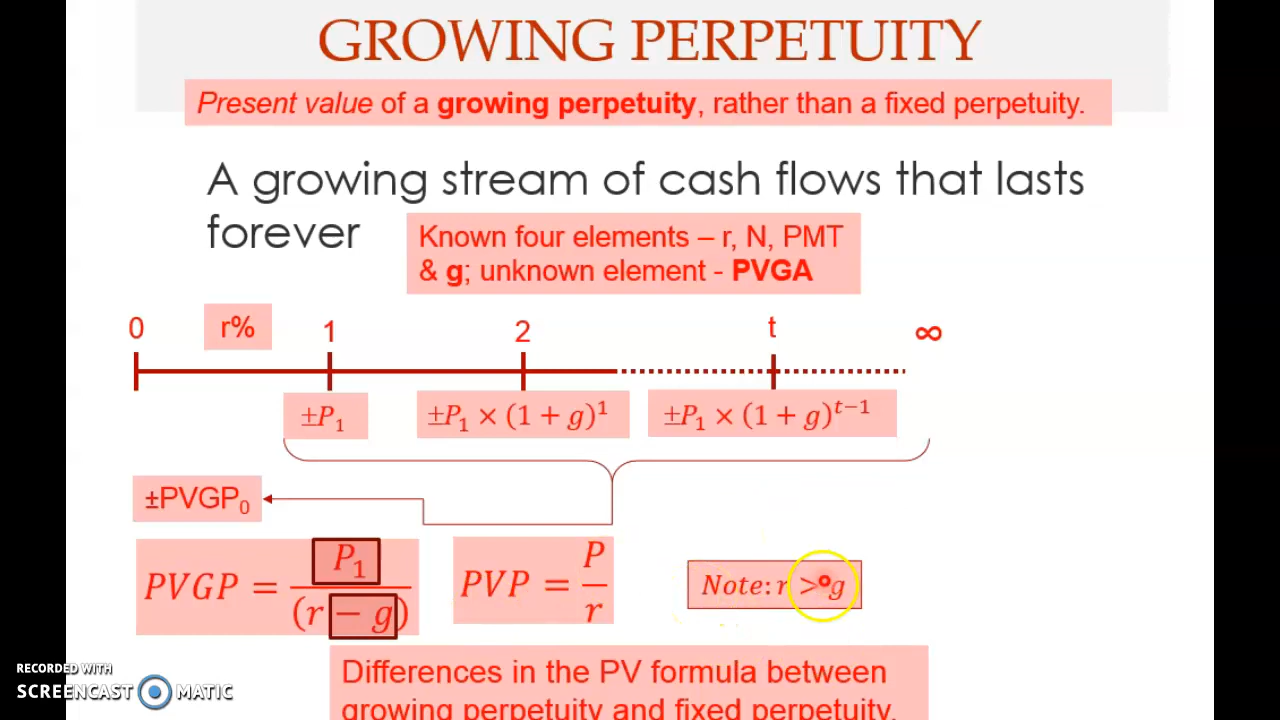 GROWING PERPETUITY
Present value of a growing perpetuity, rather than a fixed perpetuity.
A growing stream of cash flows that lasts
forever
Known four elements – r, N, PMT
& g; unknown element - PVGA
0 r% 1 2 t ∞
±P₁ ±P₁ × (1 + g)¹ ±P₁ × (1 + g)ᵗ⁻¹
±PVGP₀
PVGP = P₁ / (r − g) PVP = P / r Note: r > g
Differences in the PV formula between
growing perpetuity and fixed perpetuity.
RECORDED WITH
SCREENCAST MATIC